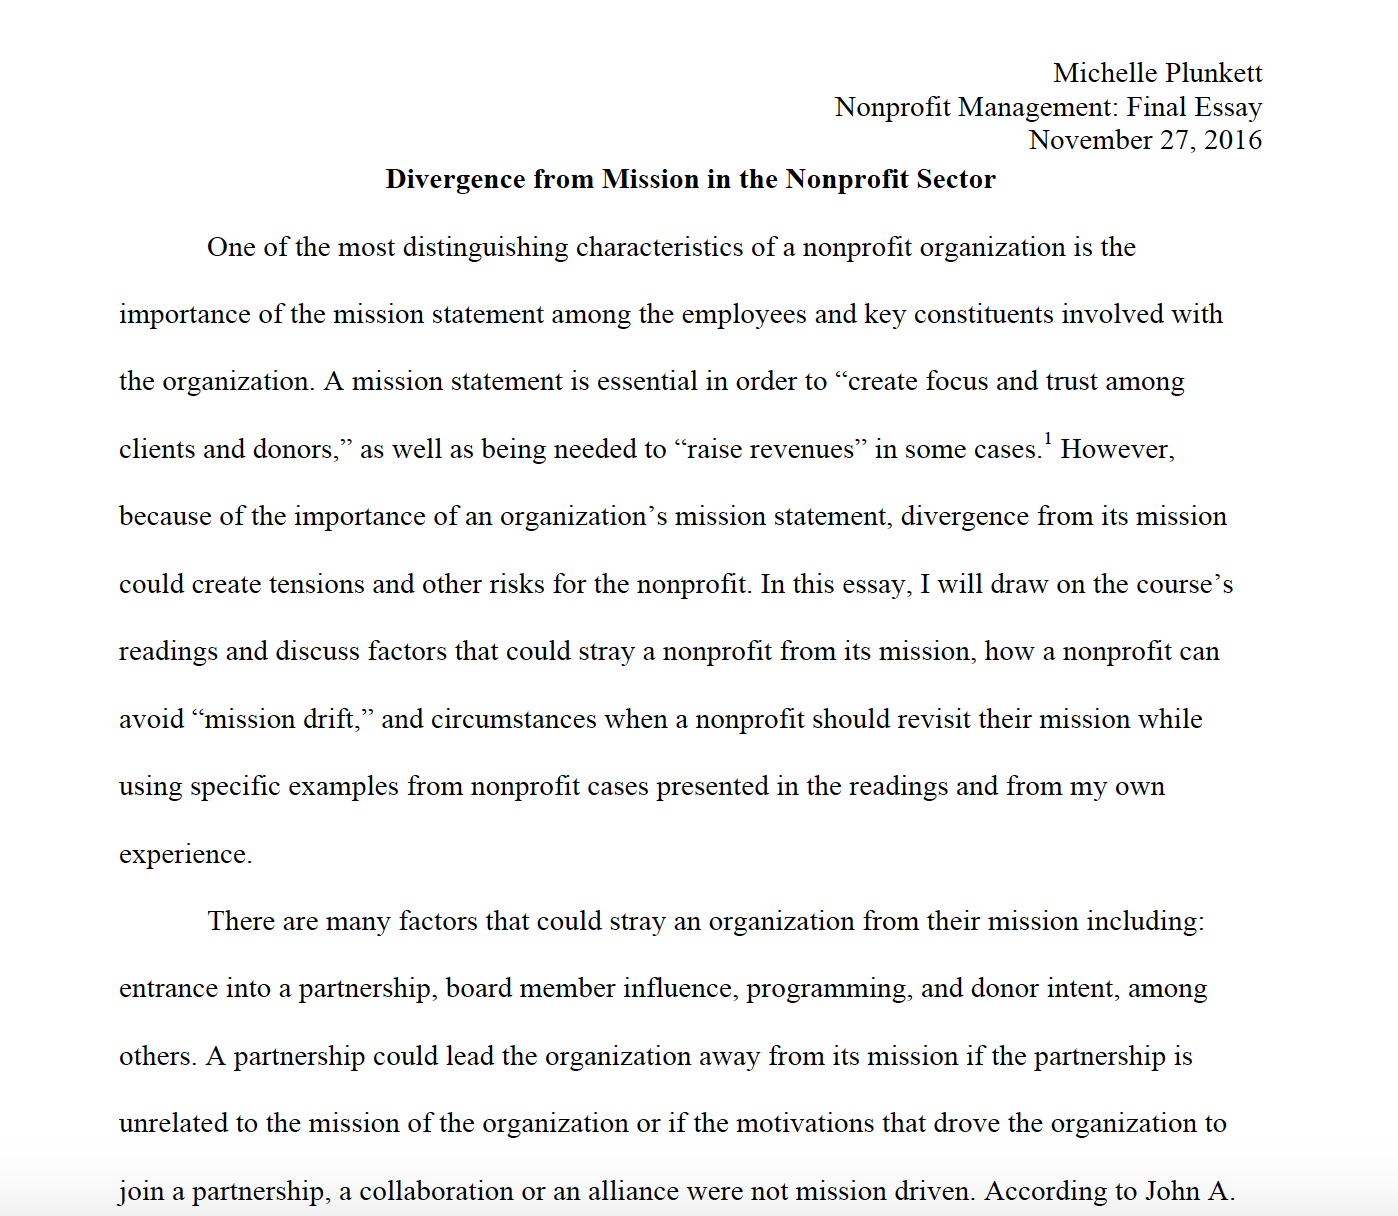 Michelle Plunkett
Nonprofit Management: Final Essay
November 27, 2016
Divergence from Mission in the Nonprofit Sector
One of the most distinguishing characteristics of a nonprofit organization is the
importance of the mission statement among the employees and key constituents involved with
the organization. A mission statement is essential in order to “create focus and trust among
clients and donors,” as well as being needed to “raise revenues” in some cases.1 However,
because of the importance of an organization’s mission statement, divergence from its mission
could create tensions and other risks for the nonprofit. In this essay, I will draw on the course’s
readings and discuss factors that could stray a nonprofit from its mission, how a nonprofit can
avoid “mission drift,” and circumstances when a nonprofit should revisit their mission while
using specific examples from nonprofit cases presented in the readings and from my own
experience.
There are many factors that could stray an organization from their mission including:
entrance into a partnership, board member influence, programming, and donor intent, among
others. A partnership could lead the organization away from its mission if the partnership is
unrelated to the mission of the organization or if the motivations that drove the organization to
join a partnership, a collaboration or an alliance were not mission driven. According to John A.